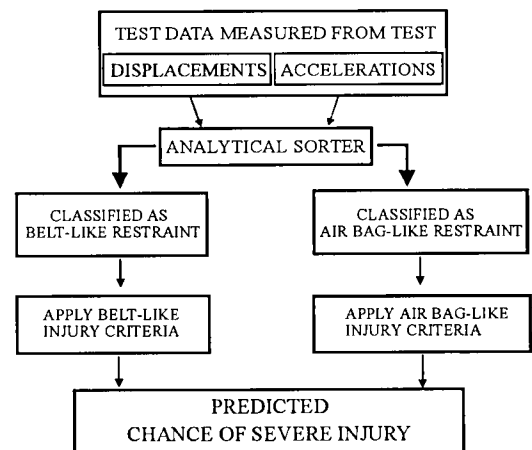 TEST DATA MEASURED FROM TEST
DISPLACEMENTS ACCELERATIONS
ANALYTICAL SORTER
CLASSIFIED AS
BELT-LIKE RESTRAINT
CLASSIFIED AS
AIR BAG-LIKE RESTRAINT
APPLY BELT-LIKE
INJURY CRITERIA
APPLY AIR BAG-LIKE
INJURY CRITERIA
PREDICTED
CHANCE OF SEVERE INJURY